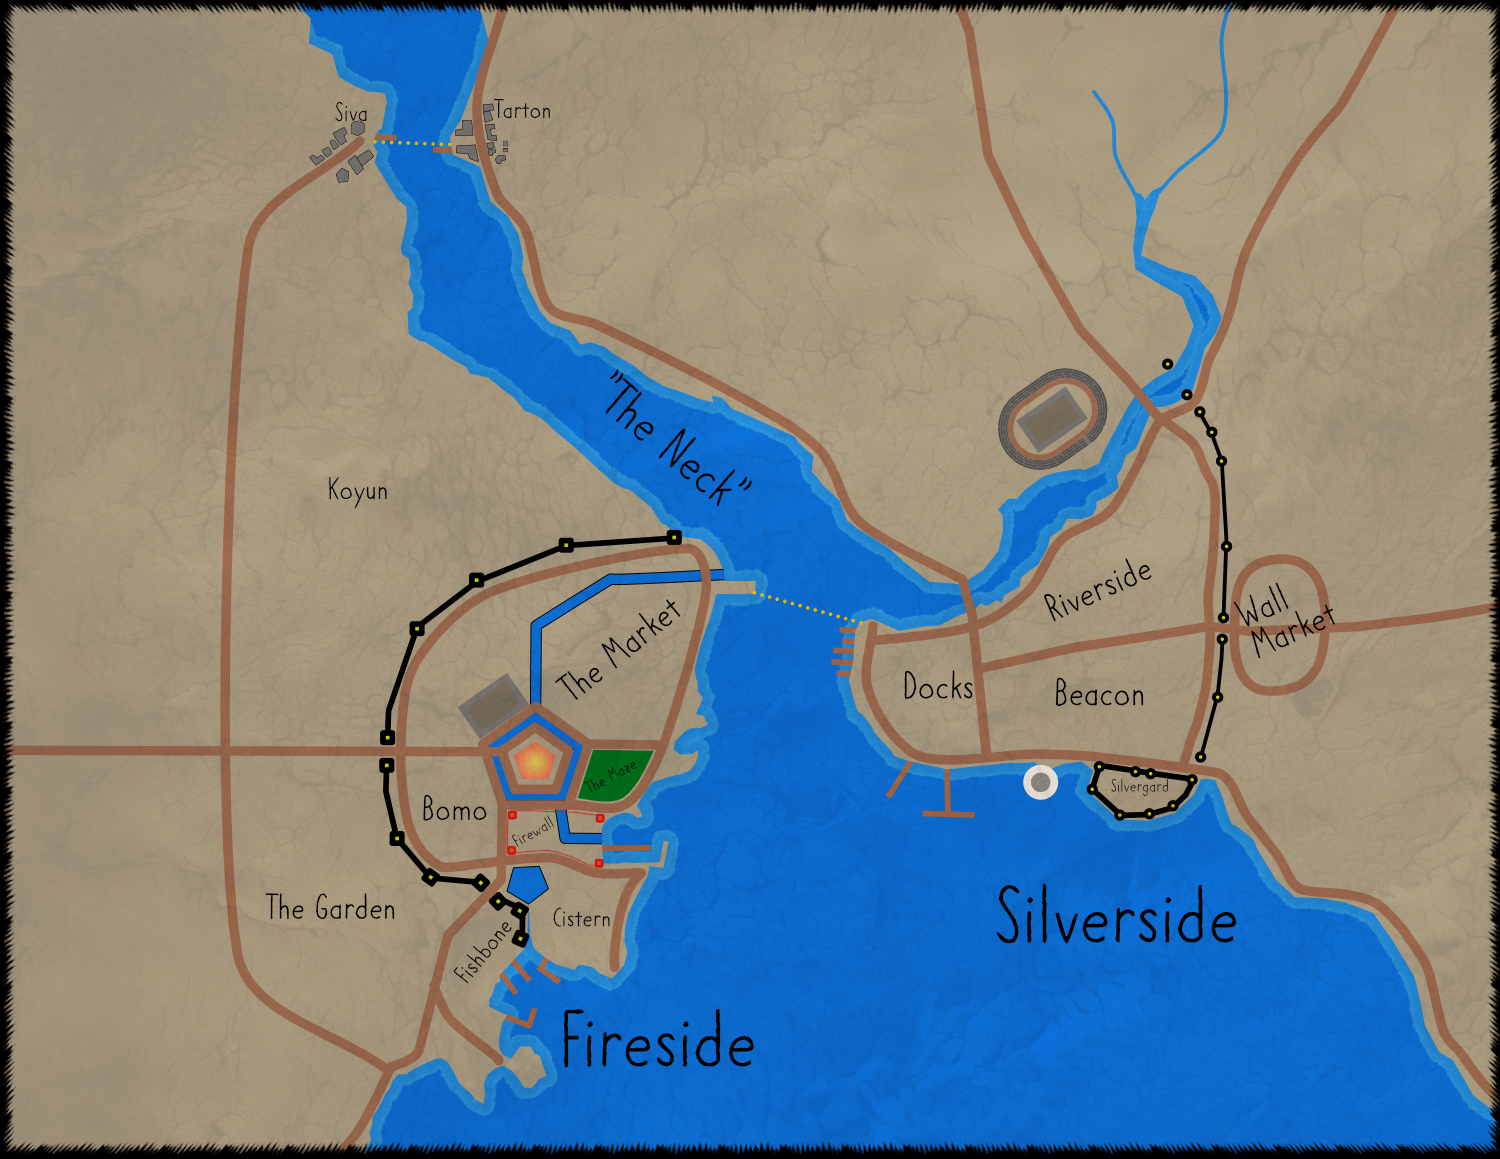 Siva
Tarton
"The Neck"
Koyun
Riverside
Wall
Market
The Market
Docks
Beacon
The Maze
Silvergard
Bomo
Firewall
The Garden
Cistern
Fishbone
Silverside
Fireside